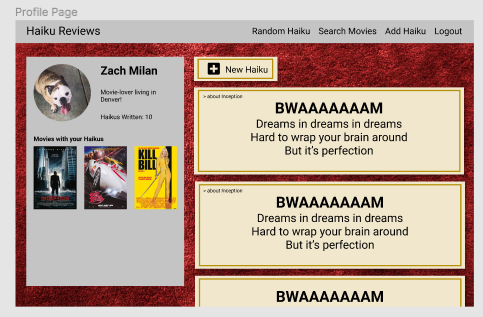 Profile Page
Haiku Reviews
Random Haiku Search Movies Add Haiku Logout
Zach Milan
Movie-lover living in
Denver!
Haikus Written: 10
Movies with your Haikus
KILL
BILL
New Haiku
> about Inception
BWAAAAAAAM
Dreams in dreams in dreams
Hard to wrap your brain around
But it's perfection
> about Inception
BWAAAAAAAM
Dreams in dreams in dreams
Hard to wrap your brain around
But it's perfection
BWAAAAAAAM